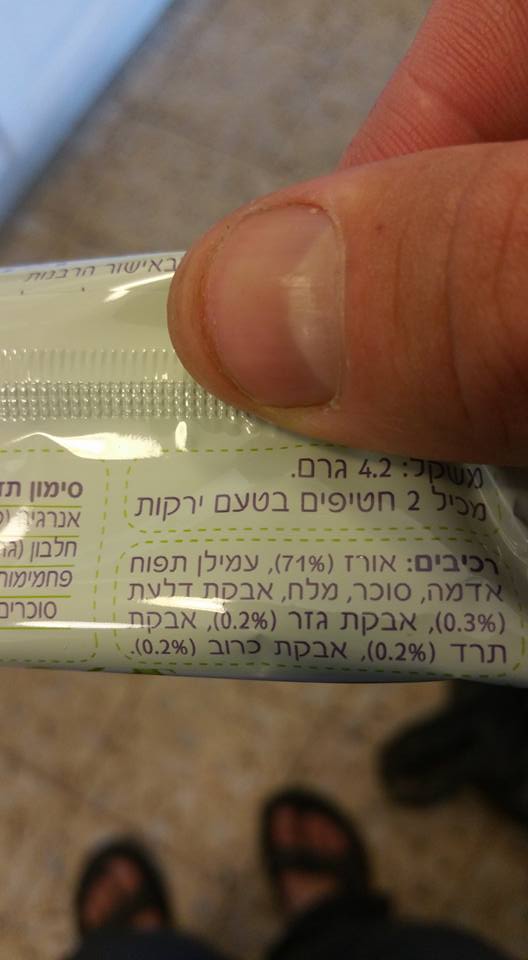 באישור הרבנות
משקל: 4.2 גרם.
מכיל 2 חטיפים בטעם ירקות
רכיבים: אורז (71%), עמילן תפוח
אדמה, סוכר, מלח, אבקת דלעת
(0.3%), אבקת גזר (0.2%), אבקת
תרד (0.2%), אבקת כרוב (0.2%).
סימון
חלבון
פחמימות
סוכרים